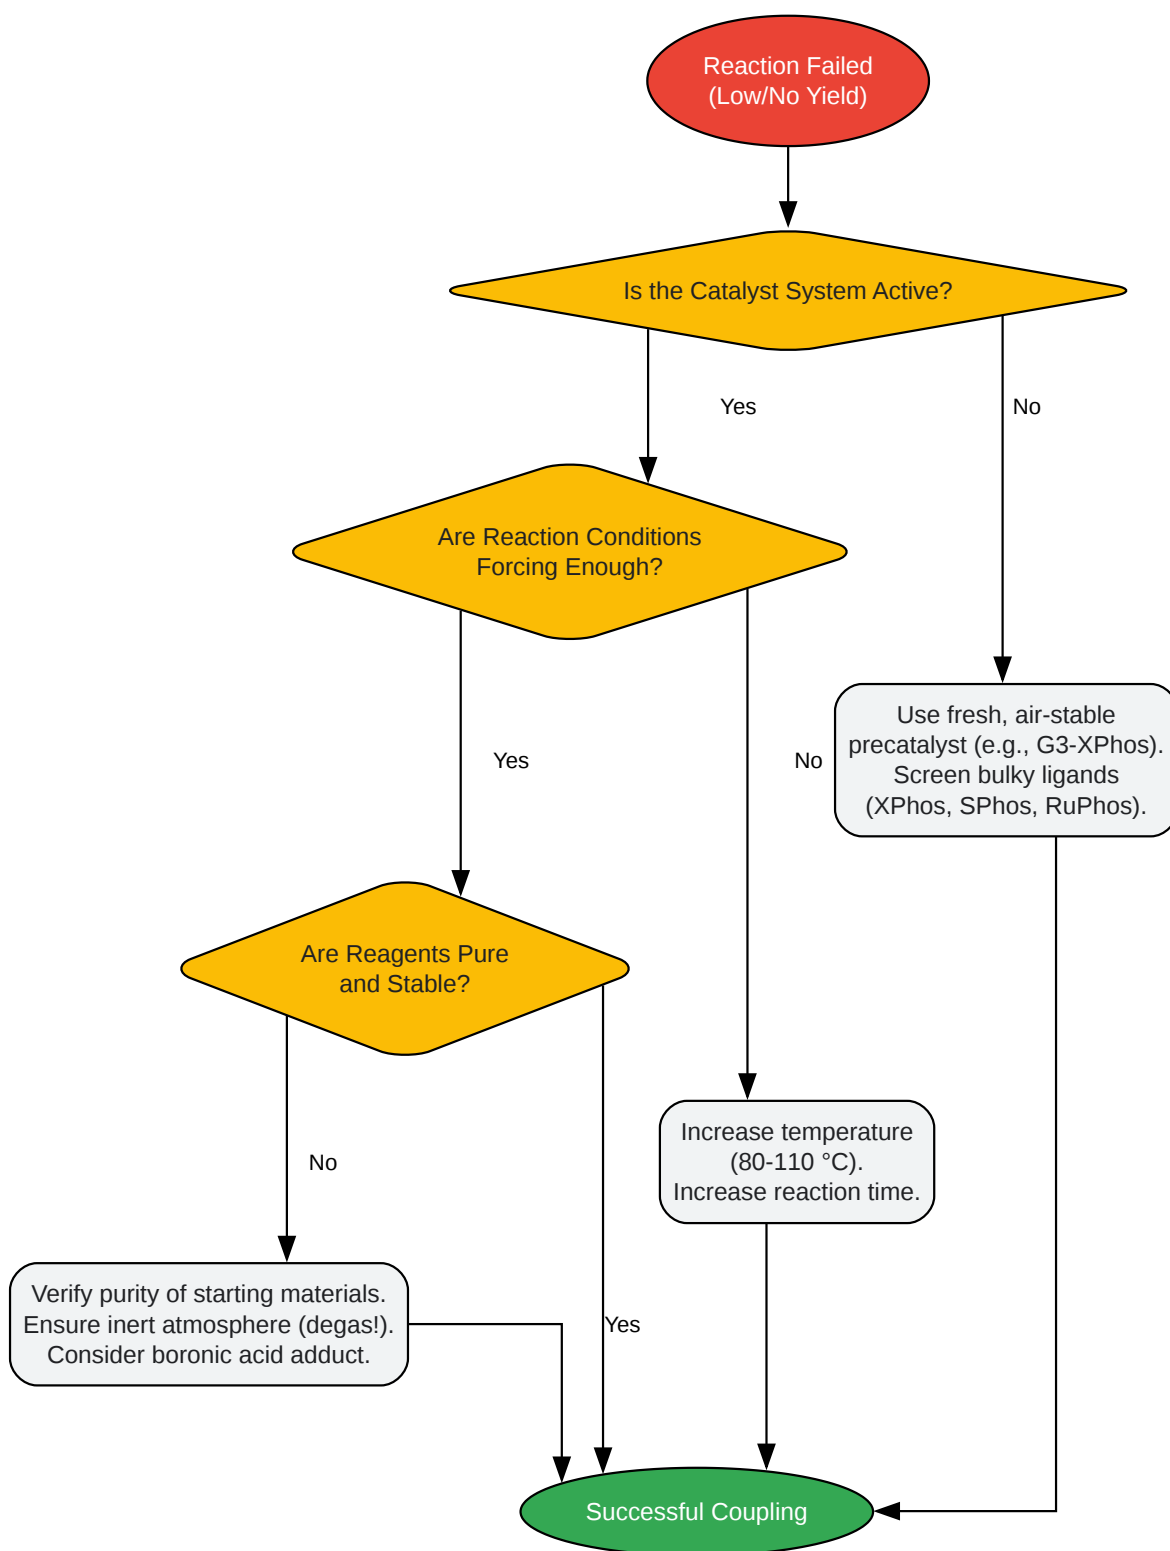 Reaction Failed
(Low/No Yield)
Is the Catalyst System Active?
Yes
No
Are Reaction Conditions
Forcing Enough?
Use fresh, air-stable
precatalyst (e.g., G3-XPhos).
Screen bulky ligands
(XPhos, SPhos, RuPhos).
Yes
No
Are Reagents Pure
and Stable?
Increase temperature
(80-110 °C).
Increase reaction time.
No
Verify purity of starting materials.
Ensure inert atmosphere (degas!).
Consider boronic acid adduct.
Yes
Successful Coupling